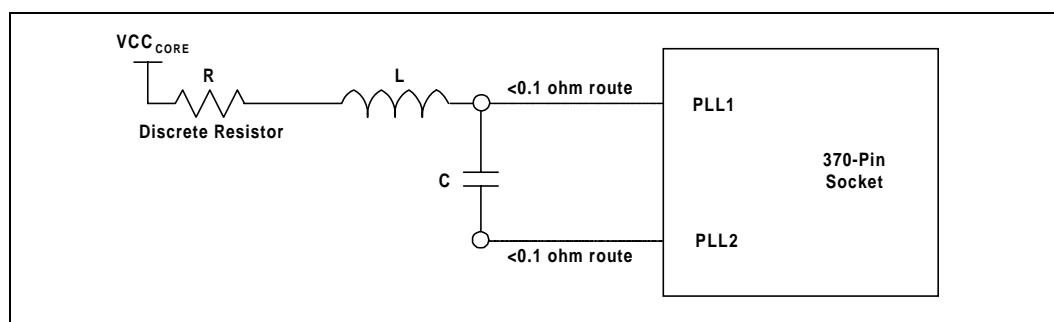 VCC CORE
R
L
Discrete Resistor
<0.1 ohm route
PLL1
C
370-Pin
Socket
<0.1 ohm route
PLL2